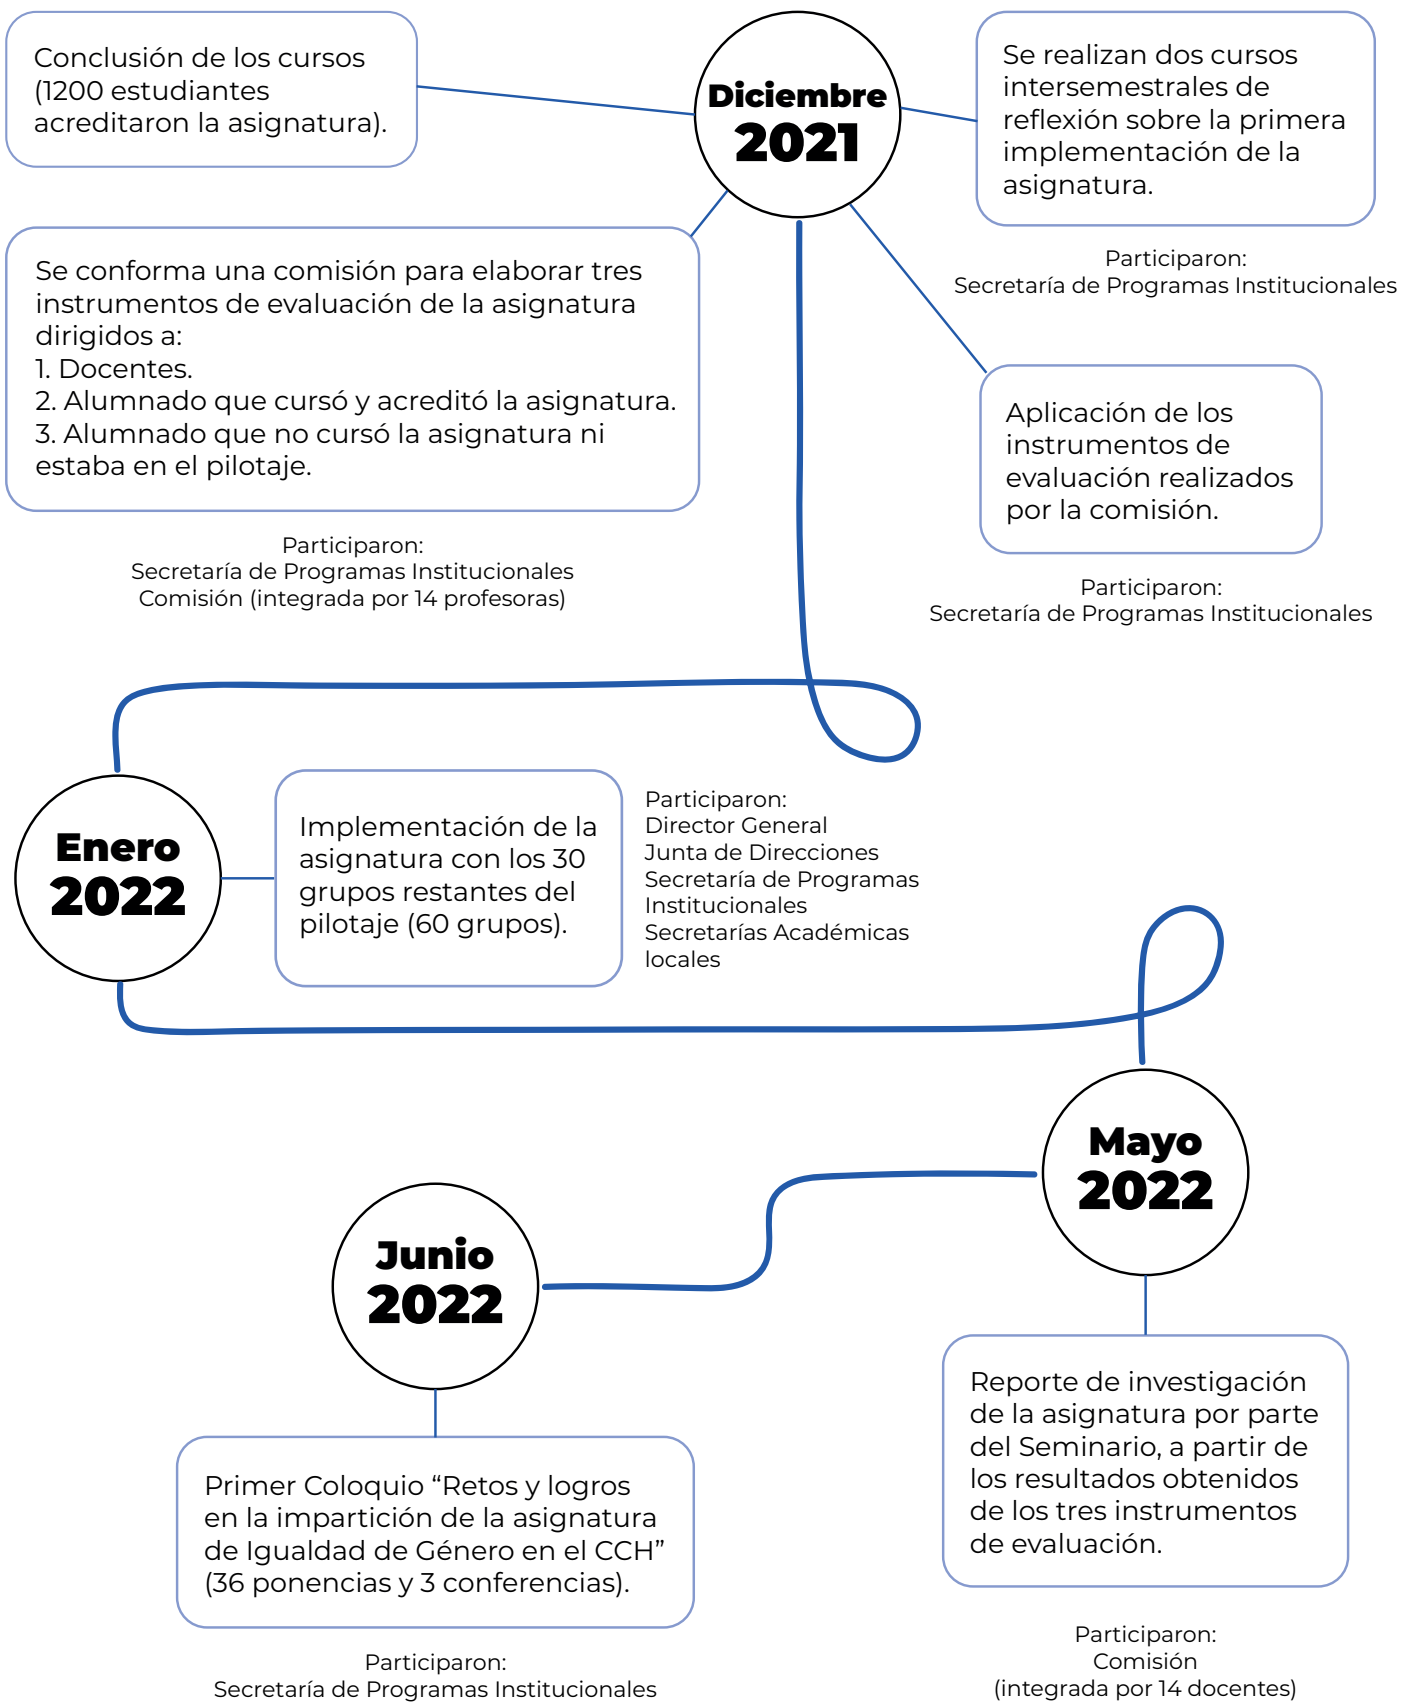 Conclusión de los cursos
(1200 estudiantes
acreditaron la asignatura).
Diciembre
2021
Se realizan dos cursos
intersemestrales de
reflexión sobre la primera
implementación de la
asignatura.
Participaron:
Secretaría de Programas Institucionales
Se conforma una comisión para elaborar tres
instrumentos de evaluación de la asignatura
dirigidos a:
1. Docentes.
2. Alumnado que cursó y acreditó la asignatura.
3. Alumnado que no cursó la asignatura ni
estaba en el pilotaje.
Participaron:
Secretaría de Programas Institucionales
Comisión (integrada por 14 profesoras)
Aplicación de los
instrumentos de
evaluación realizados
por la comisión.
Participaron:
Secretaría de Programas Institucionales
Enero
2022
Implementación de la
asignatura con los 30
grupos restantes del
pilotaje (60 grupos).
Participaron:
Director General
Junta de Direcciones
Secretaría de Programas
Institucionales
Secretarías Académicas
locales
Mayo
2022
Reporte de investigación
de la asignatura por parte
del Seminario, a partir de
los resultados obtenidos
de los tres instrumentos
de evaluación.
Participaron:
Comisión
(integrada por 14 docentes)
Junio
2022
Primer Coloquio “Retos y logros
en la impartición de la asignatura
de Igualdad de Género en el CCH”
(36 ponencias y 3 conferencias).
Participaron:
Secretaría de Programas Institucionales